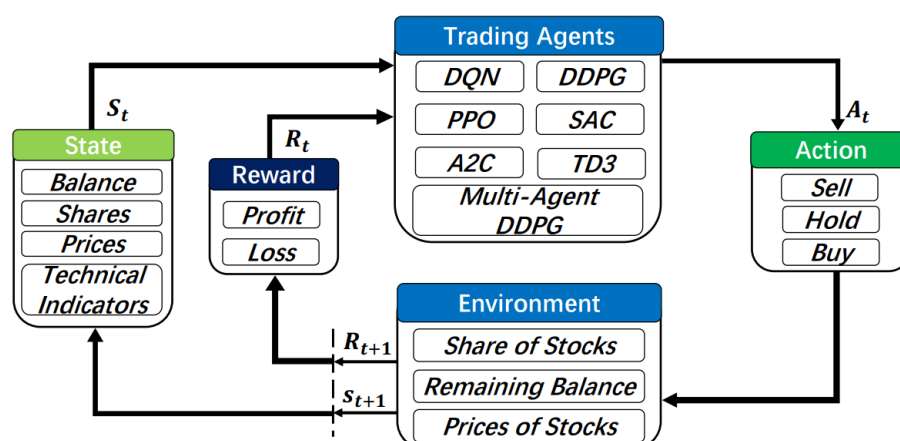 Trading Agents
DQN
DDPG
PPO
SAC
A2C
TD3
Multi-Agent
DDPG
S_t
State
Balance
Shares
Prices
Technical
Indicators
R_t
Reward
Profit
Loss
A_t
Action
Sell
Hold
Buy
Environment
Share of Stocks
Remaining Balance
Prices of Stocks
R_{t+1}
s_{t+1}